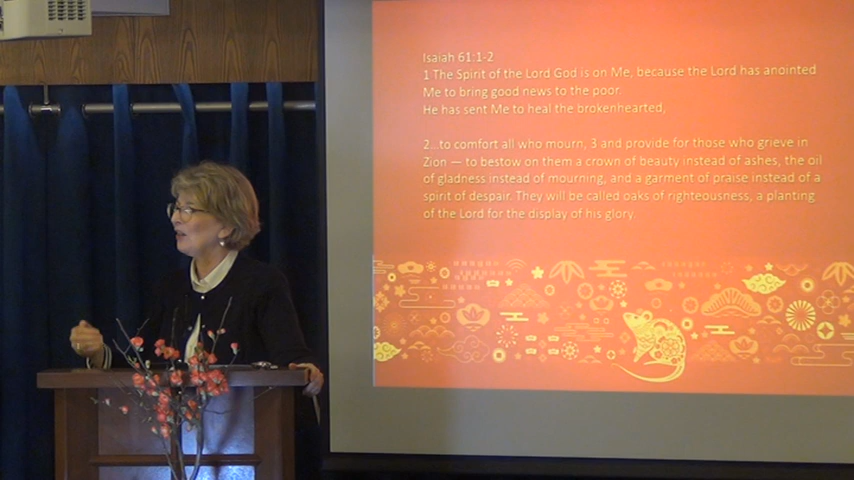 Isaiah 61:1-2
1 The Spirit of the Lord God is on Me, because the Lord has anointed
Me to bring good news to the poor.
He has sent Me to heal the brokenhearted,
2...to comfort all who mourn, 3 and provide for those who grieve in
Zion — to bestow on them a crown of beauty instead of ashes, the oil
of gladness instead of mourning, and a garment of praise instead of a
spirit of despair. They will be called oaks of righteousness, a planting
of the Lord for the display of his glory.